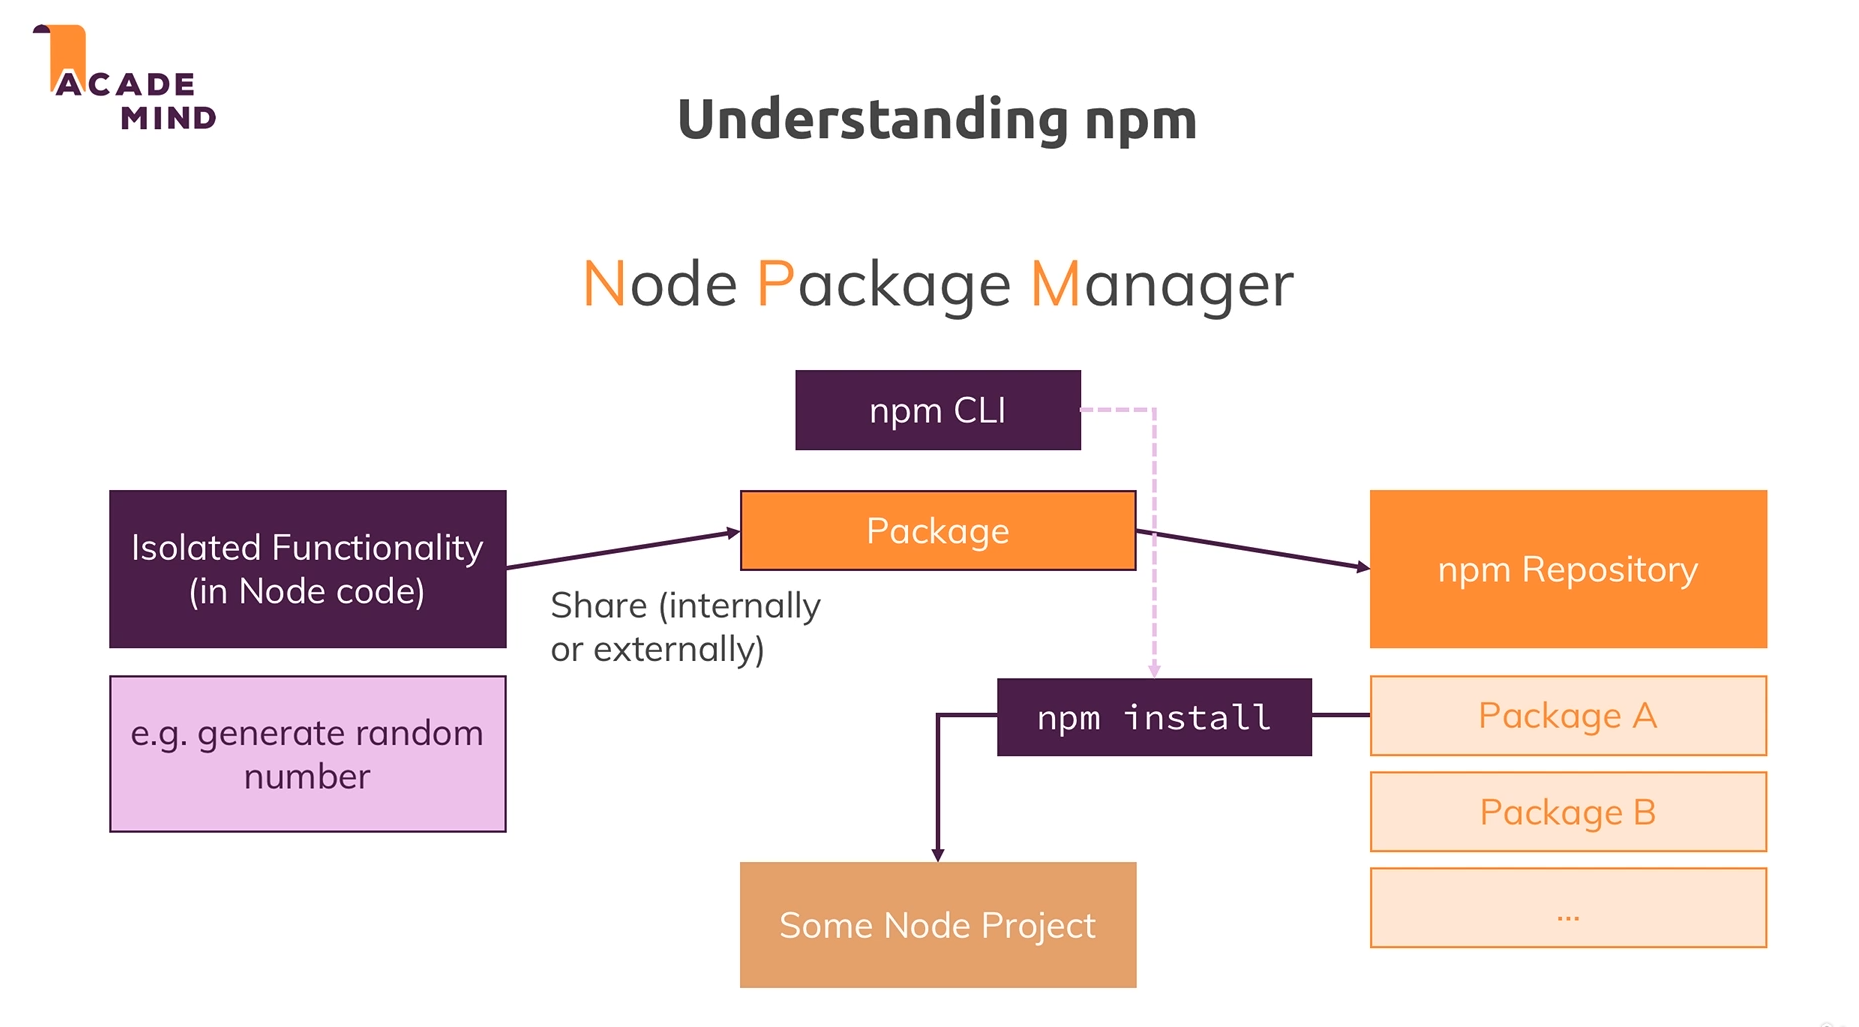 ACADE
MIND
Understanding npm
Node Package Manager
npm CLI
Isolated Functionality
(in Node code)
Package
npm Repository
Share (internally
or externally)
e.g. generate random
number
npm install
Package A
Package B
...
Some Node Project